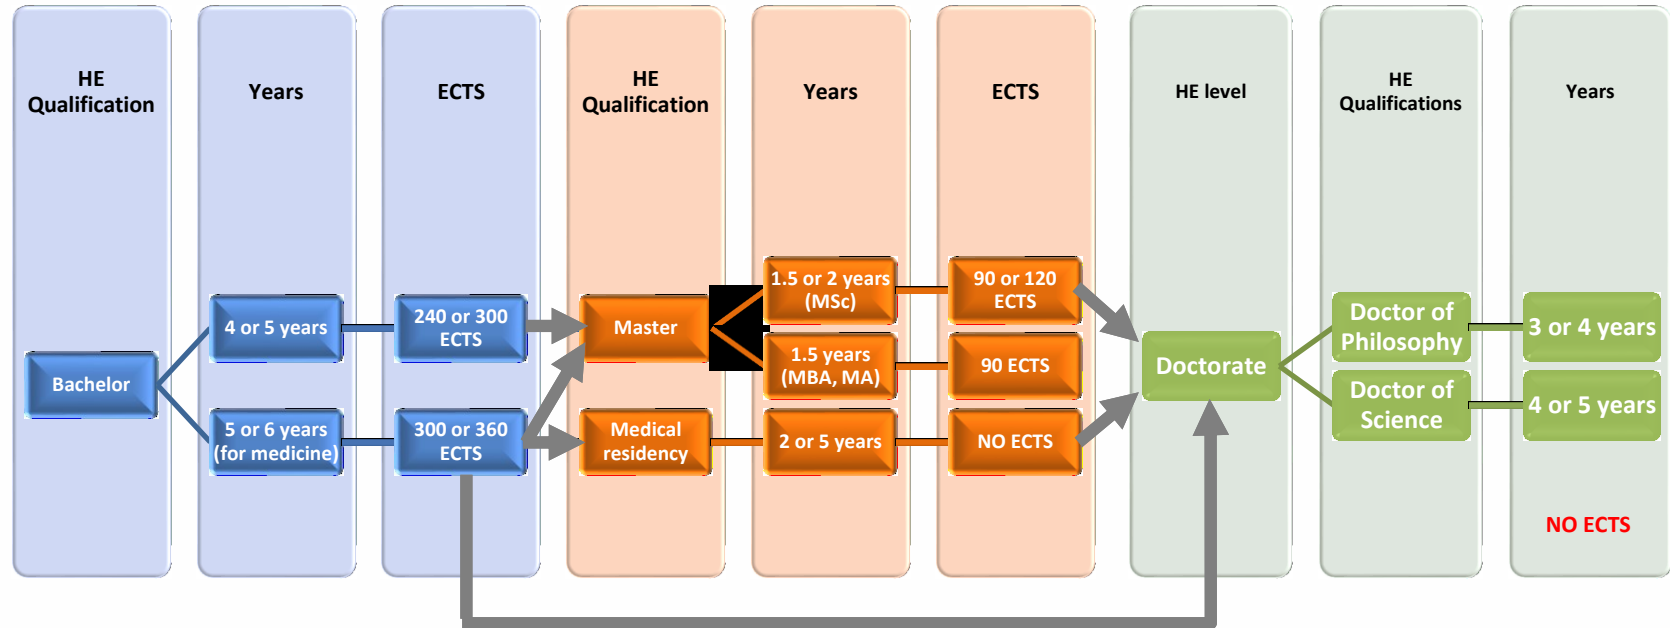 HE
Qualification
Years
ECTS
HE
Qualification
Years
ECTS
HE level
HE
Qualifications
Years
Bachelor
4 or 5 years
240 or 300
ECTS
5 or 6 years
(for medicine)
300 or 360
ECTS
Master
1.5 or 2 years
(MSc)
90 or 120
ECTS
1.5 years
(MBA, MA)
90 ECTS
Medical
residency
2 or 5 years
NO ECTS
Doctorate
Doctor of
Philosophy
3 or 4 years
Doctor of
Science
4 or 5 years
NO ECTS